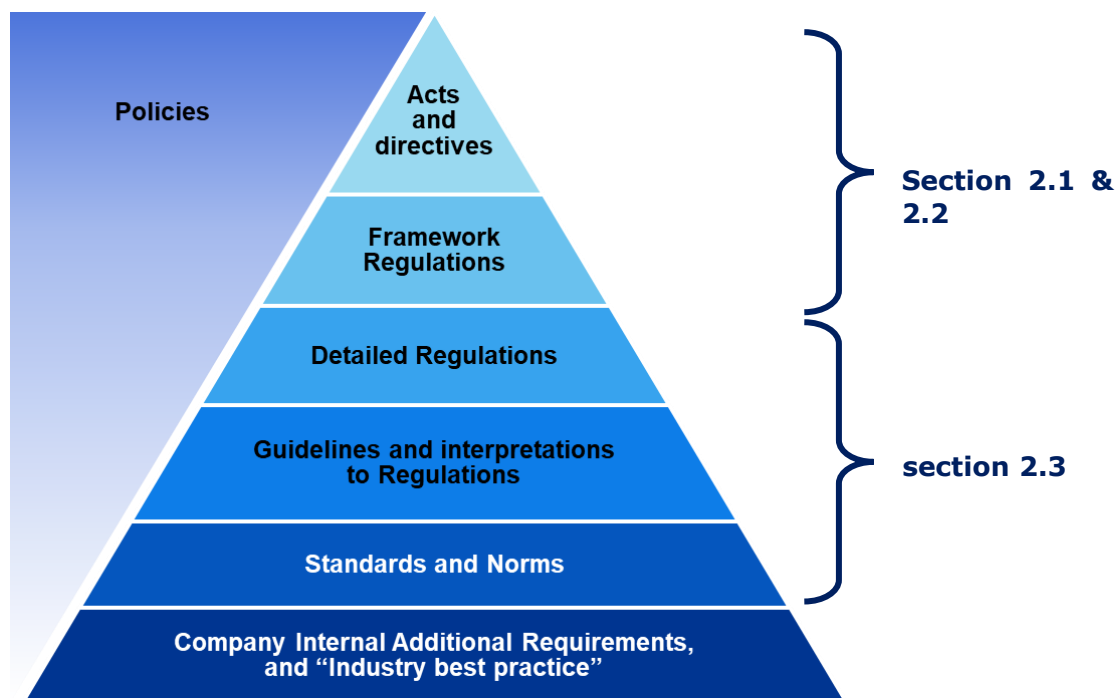 Policies
Acts
and
directives
Framework
Regulations
Detailed Regulations
Guidelines and interpretations
to Regulations
Standards and Norms
Company Internal Additional Requirements,
and “Industry best practice”
Section 2.1 &
2.2
section 2.3